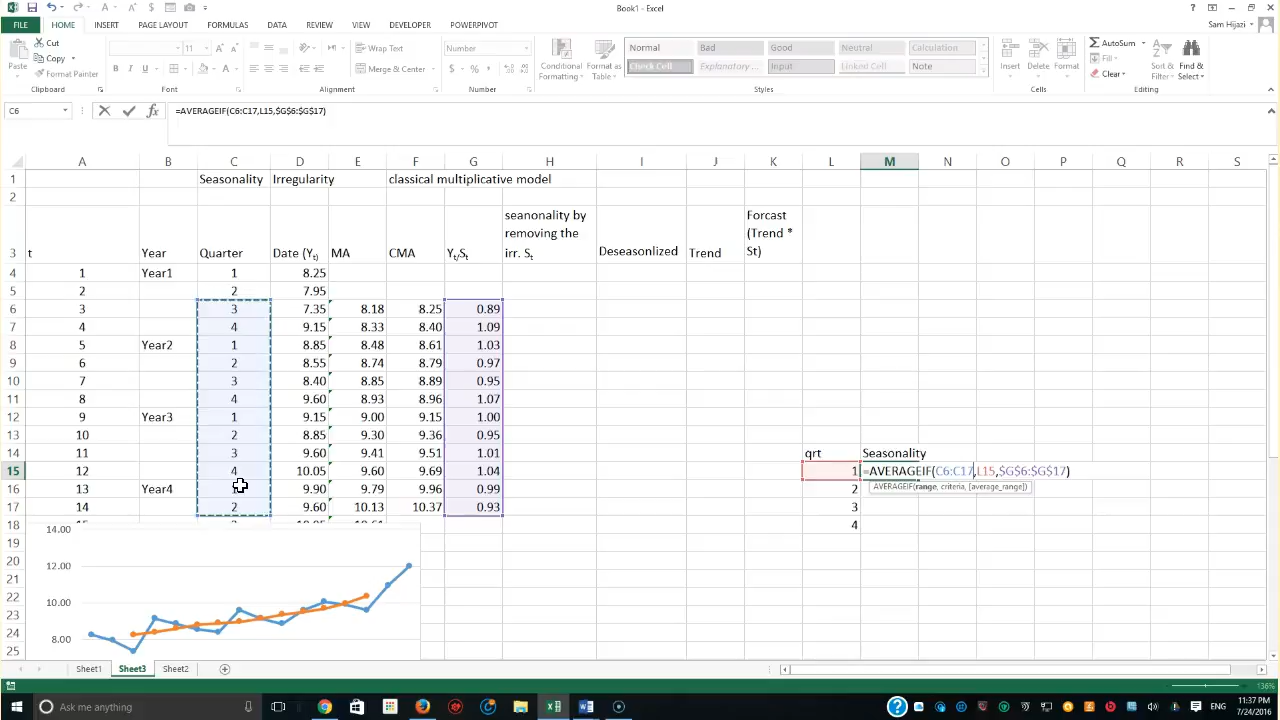 Book1 - Excel
FILE HOME INSERT PAGE LAYOUT FORMULAS DATA REVIEW VIEW DEVELOPER POWERPIVOT Sam Hijazi
Cut
Copy
Format Painter
Paste
Clipboard
11
Font
Wrap Text
Merge & Center
Alignment
Number
Number
Conditional Formatting
Format as Table
Normal Bad Good Neutral Calculation
Check Cell Explanatory ... Input Linked Cell Note
Styles
Insert Delete Format
Cells
AutoSum
Fill
Clear
Sort & Filter
Find & Select
Editing
C6 =AVERAGEIF(C6:C17,L15,$G$6:$G$17)
A B C D E F G H I J K L M N O P Q R S
1 Seasonality Irregularity classical multiplicative model
2
3 t Year Quarter Date (Yt) MA CMA Yt/St seanonality by removing the irr. St Deseasonlized Trend Forcast (Trend * St)
4 1 Year1 1 8.25
5 2 2 7.95
6 3 3 7.35 8.18 8.25 0.89
7 4 4 9.15 8.33 8.40 1.09
8 5 Year2 1 8.85 8.48 8.61 1.03
9 6 2 8.55 8.74 8.79 0.97
10 7 3 8.40 8.85 8.89 0.95
11 8 4 9.60 8.93 8.96 1.07
12 9 Year3 1 9.15 9.00 9.15 1.00
13 10 2 8.85 9.30 9.36 0.95
14 11 3 9.60 9.41 9.51 1.01 qrt Seasonality
15 12 4 10.05 9.60 9.69 1.04 1 =AVERAGEIF(C6:C17,L15,$G$6:$G$17)
AVERAGEIF(range, criteria, [average_range])
16 13 Year4 9.90 9.79 9.96 0.99 2
17 14 2 9.60 10.13 10.37 0.93 3
18 4
14.00
19
20 12.00
21
22 10.00
23
24 8.00
25
Sheet1 Sheet3 Sheet2
136%
Ask me anything
ENG
11:37 PM
7/24/2016